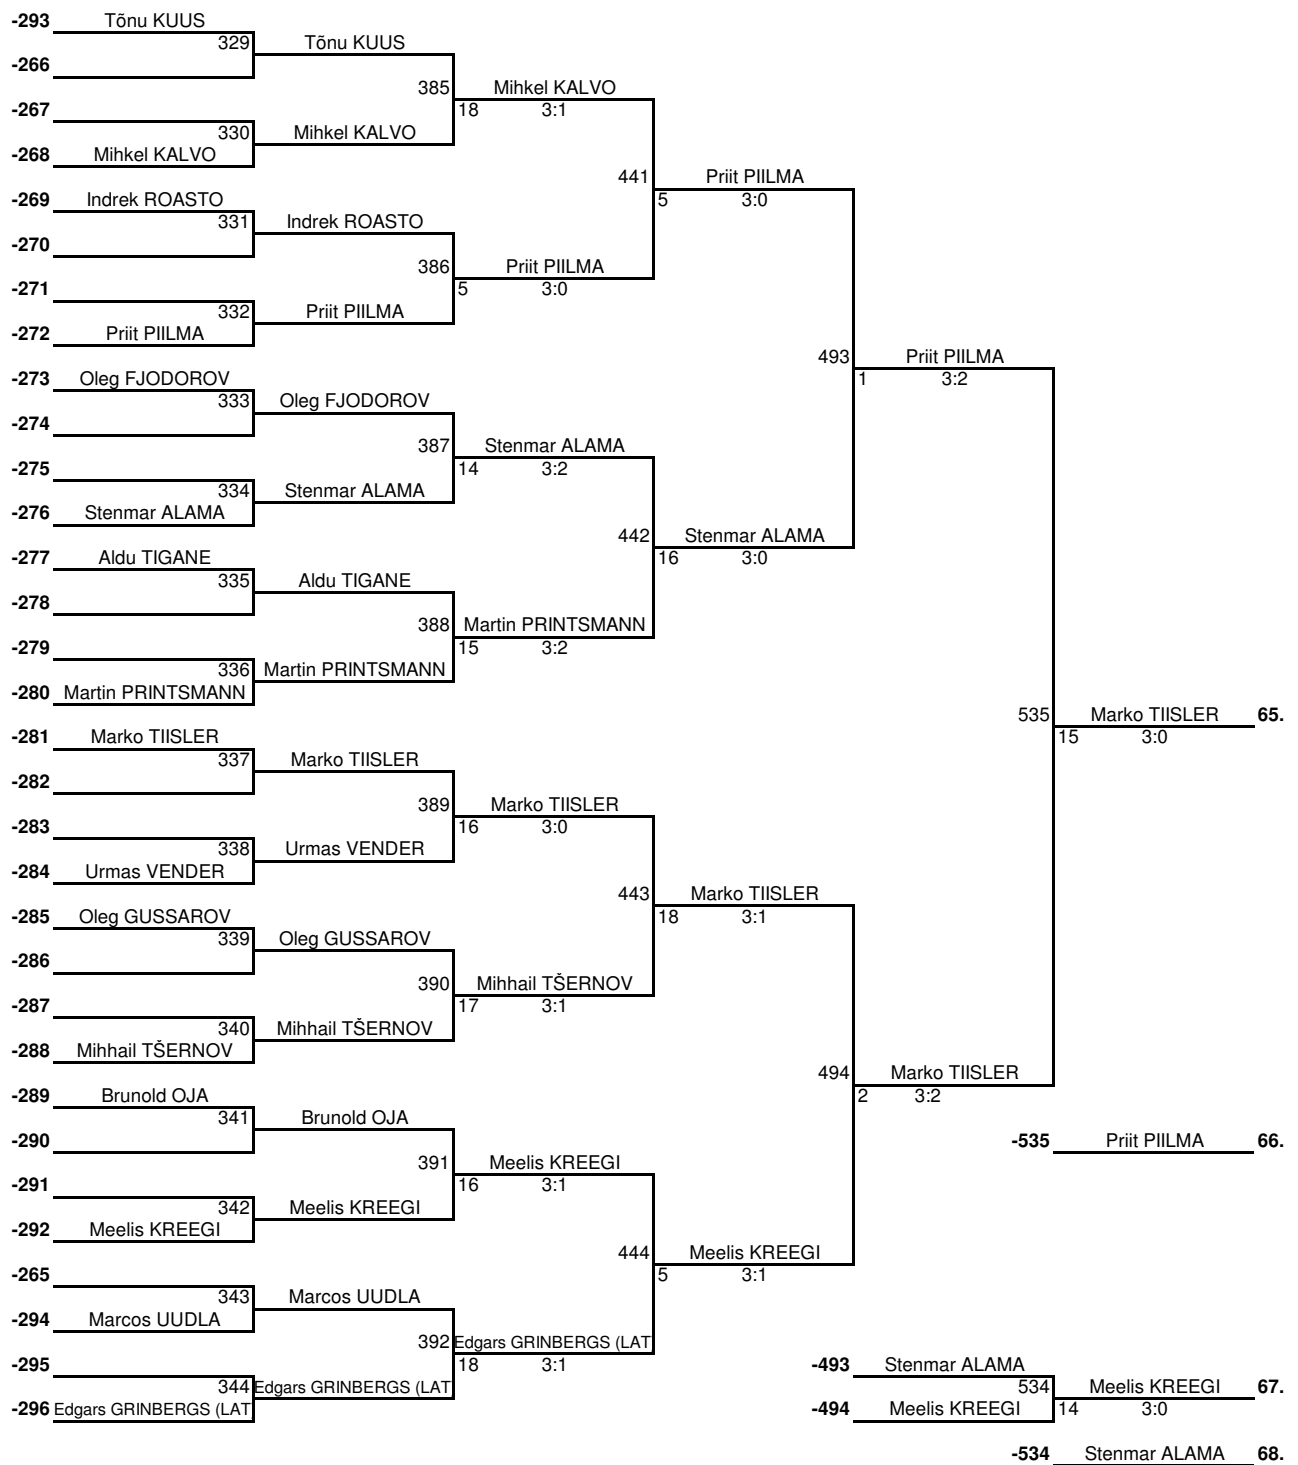 -293 Tõnu KUUS
329 Tõnu KUUS
-266
385 Mihkel KALVO
18 3:1
-267
330 Mihkel KALVO
-268 Mihkel KALVO
441 Priit PIILMA
5 3:0
-269 Indrek ROASTO
331 Indrek ROASTO
-270
386 Priit PIILMA
5 3:0
-271
332 Priit PIILMA
-272 Priit PIILMA
493 Priit PIILMA
1 3:2
-273 Oleg FJODOROV
333 Oleg FJODOROV
-274
387 Stenmar ALAMA
14 3:2
-275
334 Stenmar ALAMA
-276 Stenmar ALAMA
442 Stenmar ALAMA
16 3:0
-277 Aldu TIGANE
335 Aldu TIGANE
-278
388 Martin PRINTSMANN
15 3:2
-279
336 Martin PRINTSMANN
-280 Martin PRINTSMANN
535 Marko TIISLER 65.
15 3:0
-281 Marko TIISLER
337 Marko TIISLER
-282
389 Marko TIISLER
16 3:0
-283
338 Urmas VENDER
-284 Urmas VENDER
443 Marko TIISLER
18 3:1
-285 Oleg GUSSAROV
339 Oleg GUSSAROV
-286
390 Mihhail TŠERNOV
17 3:1
-287
340 Mihhail TŠERNOV
-288 Mihhail TŠERNOV
494 Marko TIISLER
2 3:2
-289 Brunold OJA
341 Brunold OJA
-290
-535 Priit PIILMA 66.
391 Meelis KREEGI
16 3:1
-291
342 Meelis KREEGI
-292 Meelis KREEGI
444 Meelis KREEGI
5 3:1
-265
343 Marcos UUDLA
-294 Marcos UUDLA
392 Edgars GRINBERGS (LAT
18 3:1
-295
344 Edgars GRINBERGS (LAT
-296 Edgars GRINBERGS (LAT
-493 Stenmar ALAMA
534 Meelis KREEGI 67.
-494 Meelis KREEGI 14 3:0
-534 Stenmar ALAMA 68.